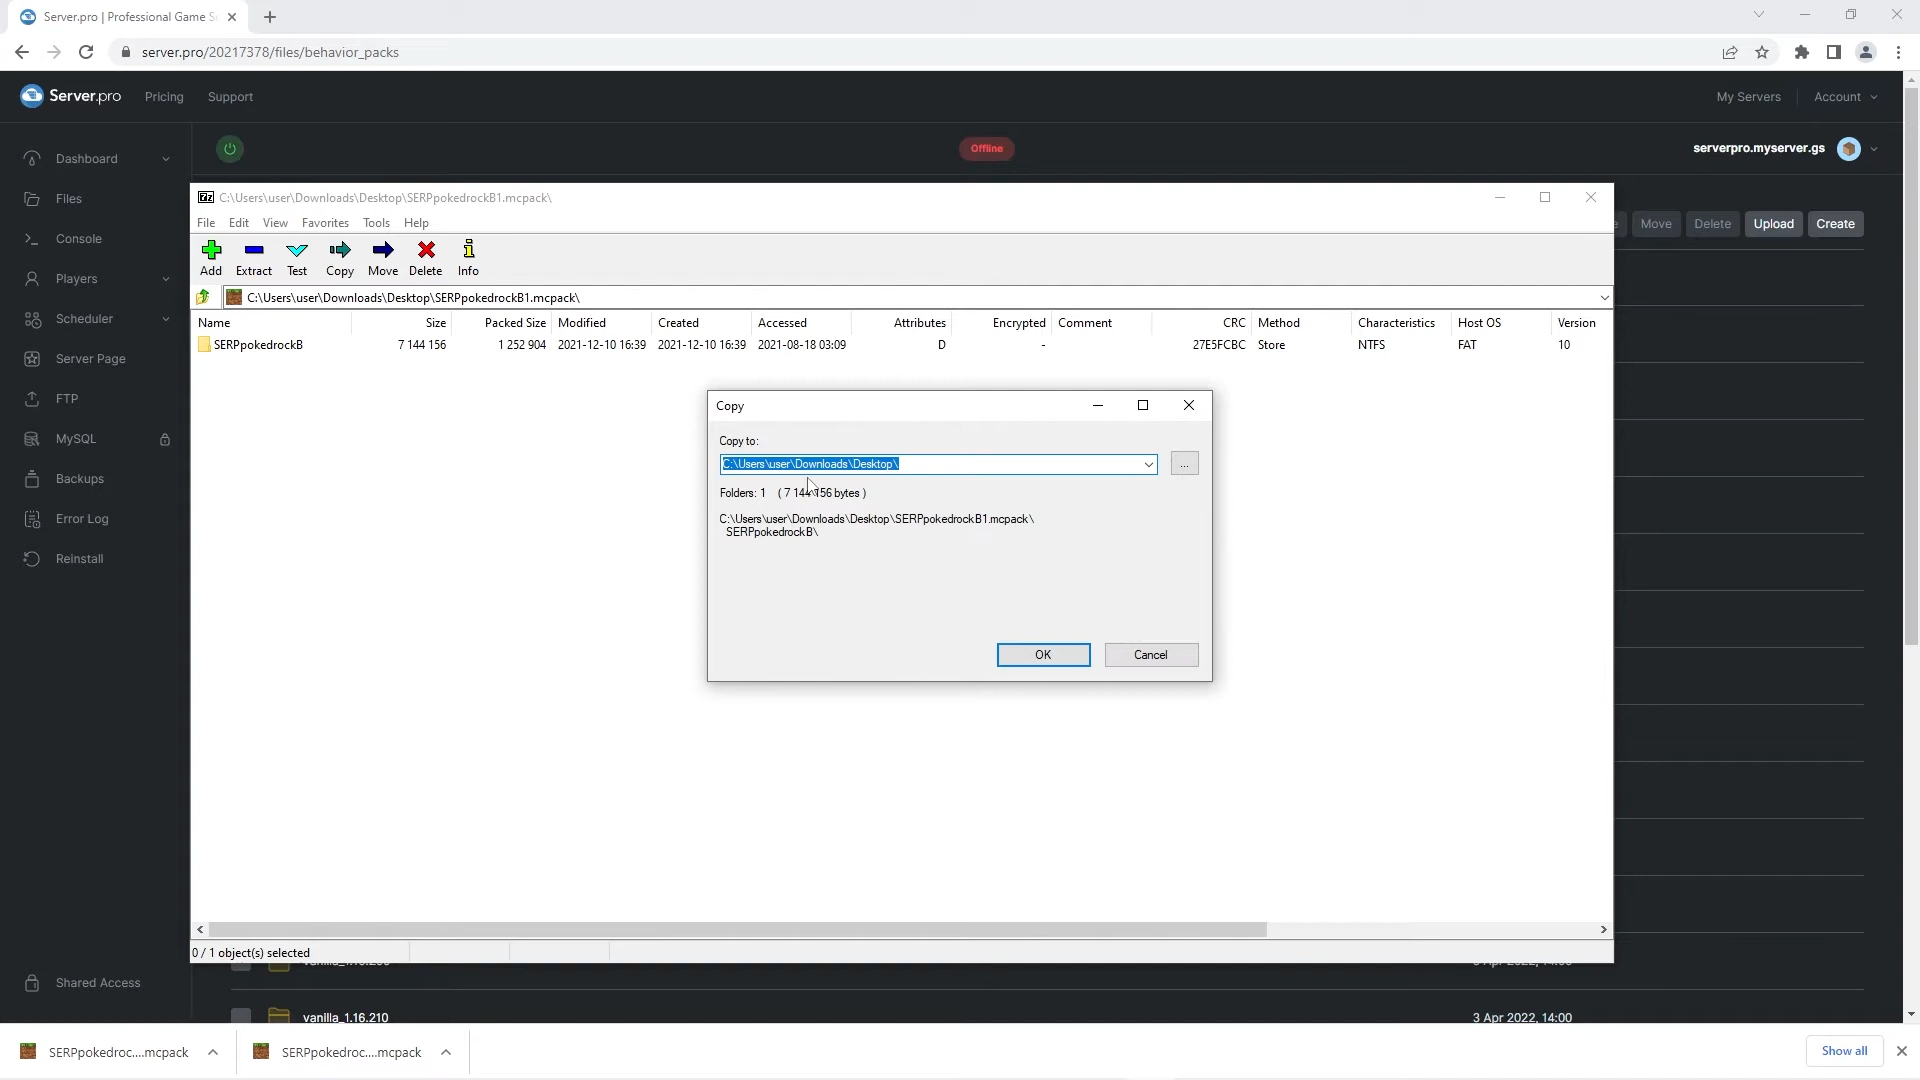 Server.pro | Professional Game S
server.pro/20217378/files/behavior_packs
Server.pro
Pricing
Support
My Servers
Account
Dashboard
Offline
serverpro.myserver.gs
Files
Console
Players
Scheduler
Server Page
FTP
MySQL
Backups
Error Log
Reinstall
Shared Access
Move
Delete
Upload
Create
C:\Users\user\Downloads\Desktop\SERPpokedrockB1.mcpack\
File Edit View Favorites Tools Help
Add Extract Test Copy Move Delete Info
C:\Users\user\Downloads\Desktop\SERPpokedrockB1.mcpack\
Name Size Packed Size Modified Created Accessed Attributes Encrypted Comment CRC Method Characteristics Host OS Version
SERPpokedrockB 7 144 156 1 252 904 2021-12-10 16:39 2021-12-10 16:39 2021-08-18 03:09 D - 27E5FCBC Store NTFS FAT 10
Copy
Copy to:
C:\Users\user\Downloads\Desktop\
...
Folders: 1 ( 7 144 156 bytes )
C:\Users\user\Downloads\Desktop\SERPpokedrockB1.mcpack\
SERPpokedrockB\
OK
Cancel
0 / 1 object(s) selected
vanilla_1.16.210
3 Apr 2022, 14:00
SERPpokedroc....mcpack
SERPpokedroc....mcpack
Show all